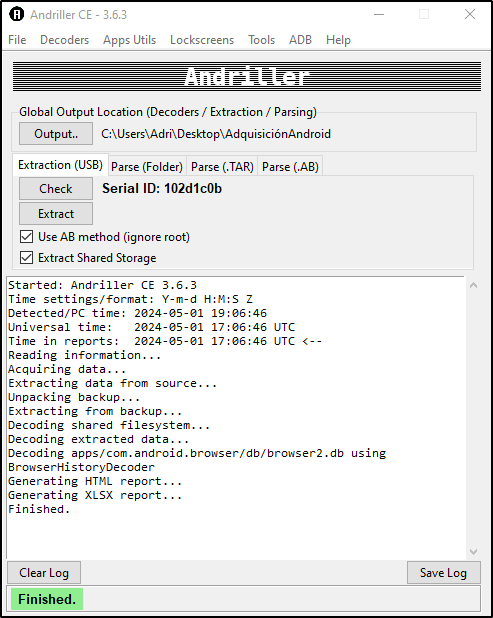 Andriller CE - 3.6.3
File Decoders Apps Utils Lockscreens Tools ADB Help
Andriller
Global Output Location (Decoders / Extraction / Parsing)
Output.. C:\Users\Adri\Desktop\AdquisiciónAndroid
Extraction (USB) Parse (Folder) Parse (.TAR) Parse (.AB)
Check Serial ID: 102d1c0b
Extract
Use AB method (ignore root)
Extract Shared Storage
Started: Andriller CE 3.6.3
Time settings/format: Y-m-d H:M:S Z
Detected/PC time: 2024-05-01 19:06:46
Universal time:   2024-05-01 17:06:46 UTC
Time in reports:  2024-05-01 17:06:46 UTC <--
Reading information...
Acquiring data...
Extracting data from source...
Unpacking backup...
Extracting from backup...
Decoding shared filesystem...
Decoding extracted data...
Decoding apps/com.android.browser/db/browser2.db using
BrowserHistoryDecoder
Generating HTML report...
Generating XLSX report...
Finished.
Clear Log Save Log
Finished.